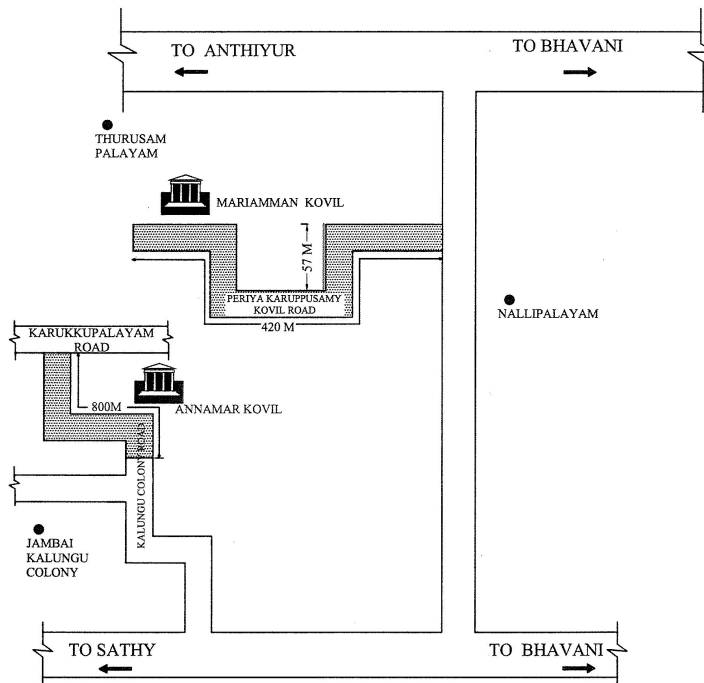 TO ANTHIYUR
TO BHAVANI
THURUSAM
PALAYAM
MARIAMMAN KOVIL
57 M
PERIYA KARUPPUSAMY
KOVIL ROAD
420 M
NALLIPALAYAM
KARUKKUPALAYAM
ROAD
800M
ANNAMAR KOVIL
KALUNGU COLONY ROAD
JAMBAI
KALUNGU
COLONY
TO SATHY
TO BHAVANI